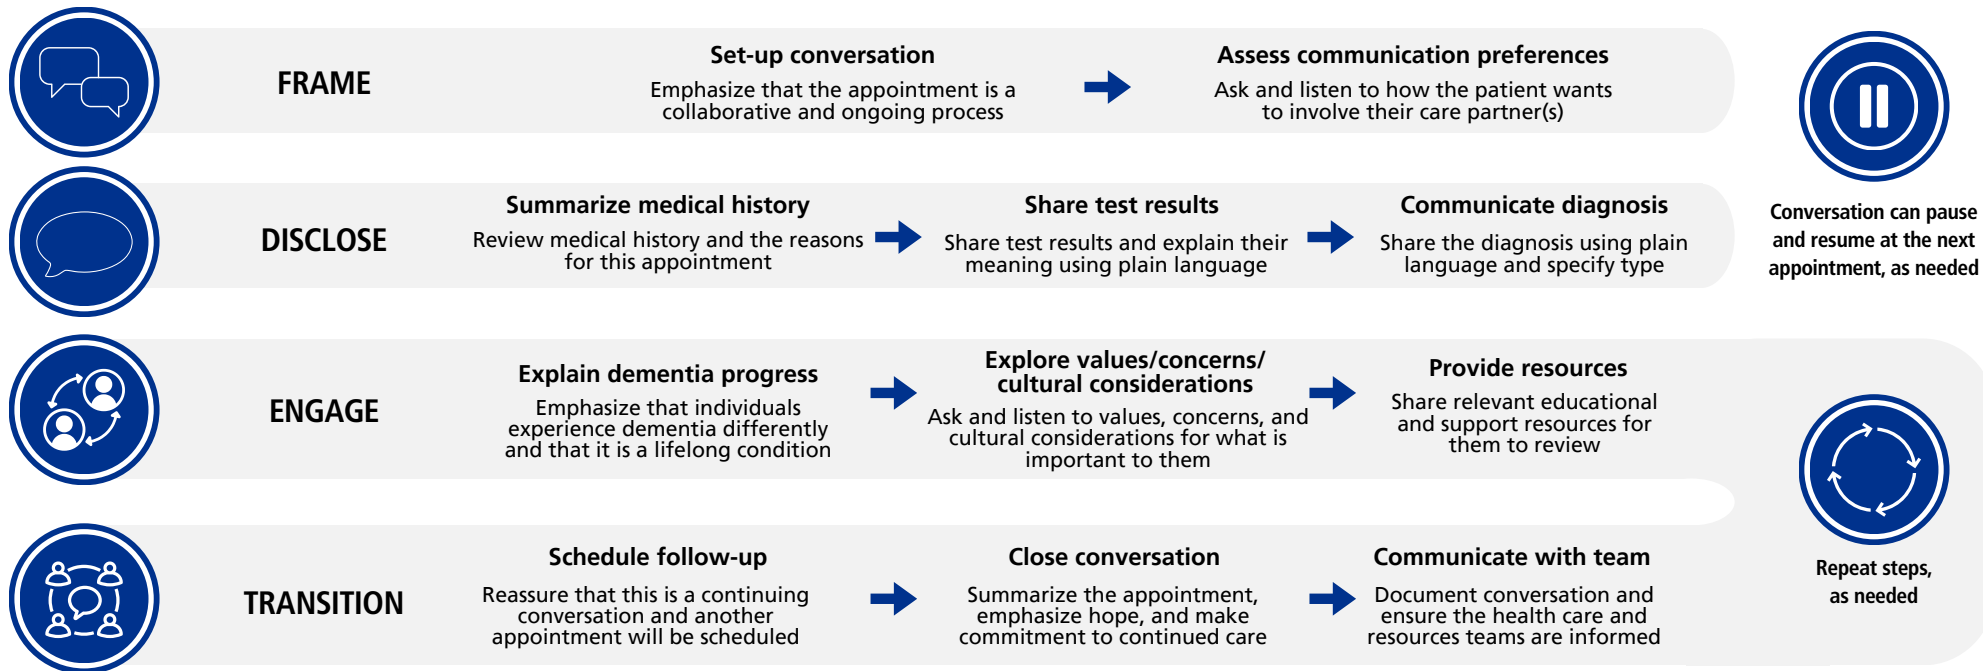 FRAME
Set-up conversation
Emphasize that the appointment is a
collaborative and ongoing process
Assess communication preferences
Ask and listen to how the patient wants
to involve their care partner(s)
Conversation can pause
and resume at the next
appointment, as needed
DISCLOSE
Summarize medical history
Review medical history and the reasons
for this appointment
Share test results
Share test results and explain their
meaning using plain language
Communicate diagnosis
Share the diagnosis using plain
language and specify type
ENGAGE
Explain dementia progress
Emphasize that individuals
experience dementia differently
and that it is a lifelong condition
Explore values/concerns/
cultural considerations
Ask and listen to values, concerns, and
cultural considerations for what is
important to them
Provide resources
Share relevant educational
and support resources for
them to review
TRANSITION
Schedule follow-up
Reassure that this is a continuing
conversation and another
appointment will be scheduled
Close conversation
Summarize the appointment,
emphasize hope, and make
commitment to continued care
Communicate with team
Document conversation and
ensure the health care and
resources teams are informed
Repeat steps,
as needed